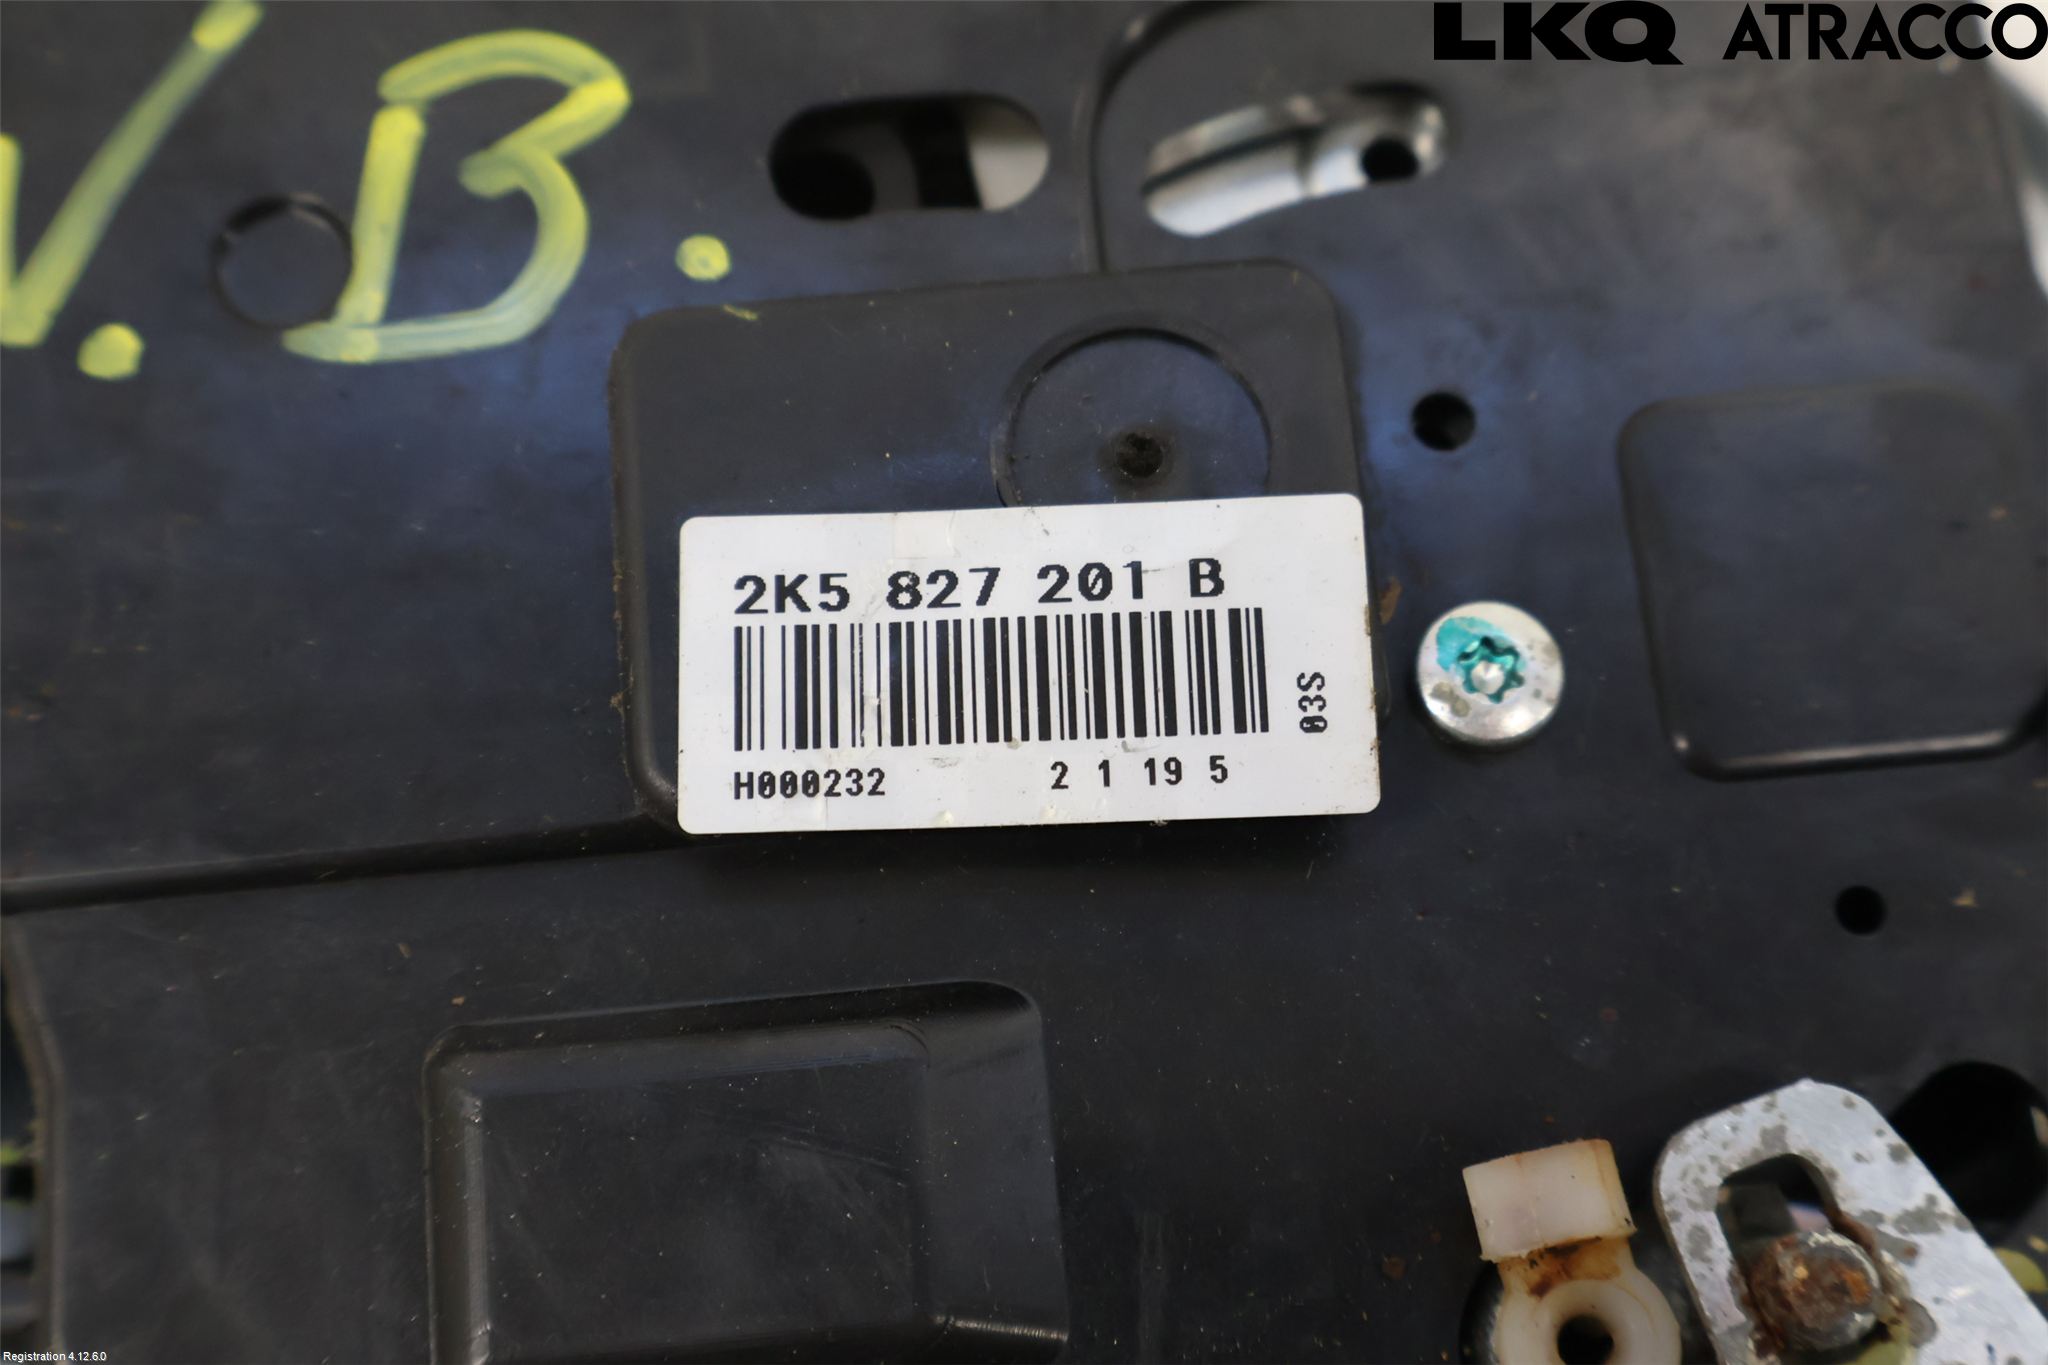 LKQ ATRACCO
V. B.
2K5 827 201 B
03S
H000232 2 1 19 5
Registration 4.12.6.0